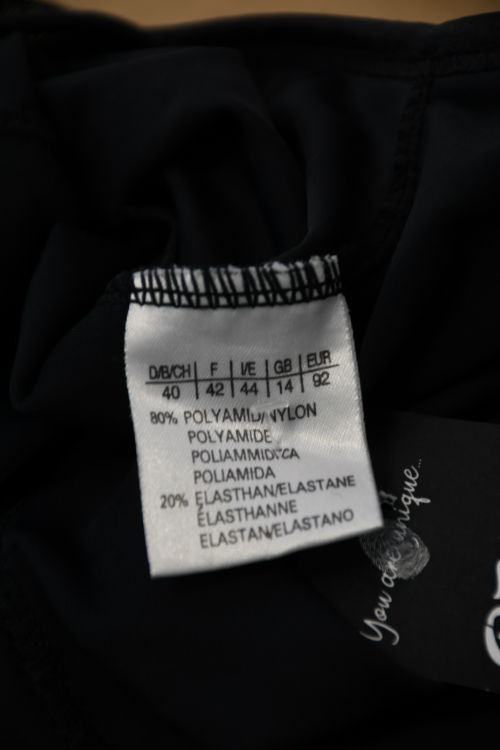 D/B/CH F I/E GB EUR
40 42 44 14 92
80% POLYAMID/NYLON
POLYAMIDE
POLIAMMIDICA
POLIAMIDA
20% ELASTHAN/ELASTANE
ELASTHANNE
ELASTAN/ELASTANO
You are unique...